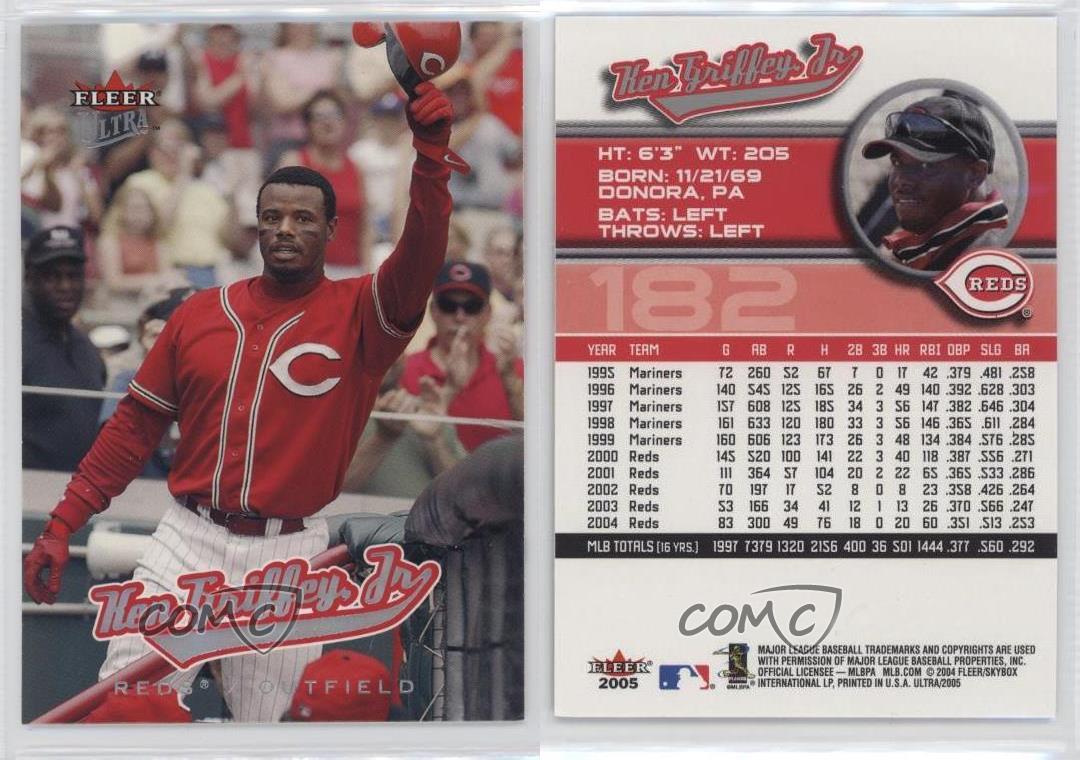 FLEER
ULTRA™
C
C
Ken Griffey, Jr
COMC
REDS® / OUTFIELD
Ken Griffey, Jr
HT: 6'3" WT: 205
BORN: 11/21/69
DONORA, PA
BATS: LEFT
THROWS: LEFT
REDS®
182
YEAR TEAM G AB R H 2B 3B HR RBI OBP SLG BA
1995 Mariners 72 260 52 67 7 0 17 42 .379 .481 .258
1996 Mariners 140 545 125 165 26 2 49 140 .392 .628 .303
1997 Mariners 157 608 125 185 34 3 56 147 .382 .646 .304
1998 Mariners 161 633 120 180 33 3 56 146 .365 .611 .284
1999 Mariners 160 606 123 173 26 3 48 134 .384 .576 .285
2000 Reds 145 520 100 141 22 3 40 118 .387 .556 .271
2001 Reds 111 364 57 104 20 2 22 65 .365 .533 .286
2002 Reds 70 197 17 52 8 0 8 23 .358 .426 .264
2003 Reds 53 166 34 41 12 1 13 26 .370 .566 .247
2004 Reds 83 300 49 76 18 0 20 60 .351 .513 .253
MLB TOTALS (16 YRS.) 1997 7379 1320 2156 400 36 501 1444 .377 .560 .292
COMC
FLEER
2005
©MLBPA
MAJOR LEAGUE BASEBALL TRADEMARKS AND COPYRIGHTS ARE USED
WITH PERMISSION OF MAJOR LEAGUE BASEBALL PROPERTIES, INC.
OFFICIAL LICENSEE — MLBPA MLB.COM © 2004 FLEER/SKYBOX
INTERNATIONAL LP, PRINTED IN U.S.A. ULTRA/2005